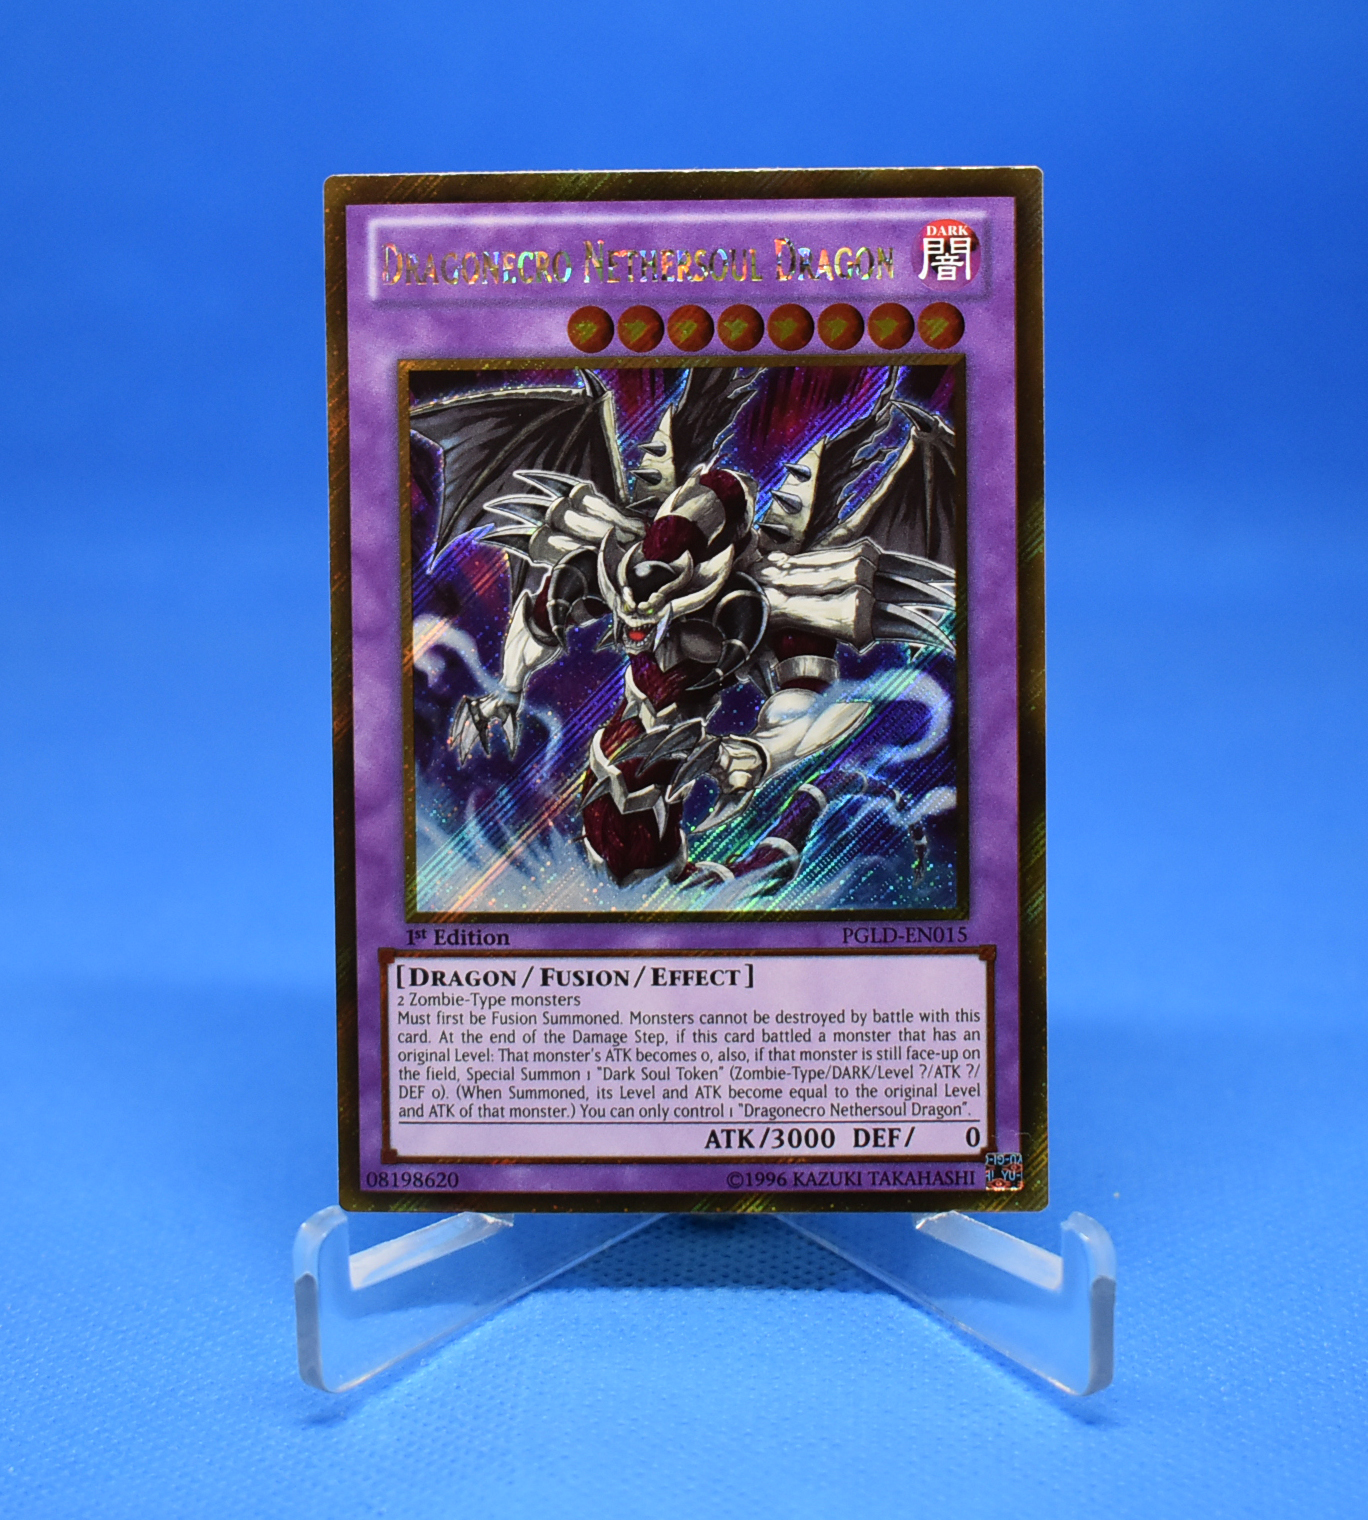 Dragonecro Nethersoul Dragon
DARK
闇
1st Edition
PGLD-EN015
[Dragon/Fusion/Effect]
2 Zombie-Type monsters
Must first be Fusion Summoned. Monsters cannot be destroyed by battle with this
card. At the end of the Damage Step, if this card battled a monster that has an
original Level: That monster's ATK becomes 0, also, if that monster is still face-up on
the field, Special Summon 1 "Dark Soul Token" (Zombie-Type/DARK/Level ?/ATK ?/
DEF 0). (When Summoned, its Level and ATK become equal to the original Level
and ATK of that monster.) You can only control 1 "Dragonecro Nethersoul Dragon".
ATK/3000 DEF/ 0
08198620
©1996 KAZUKI TAKAHASHI